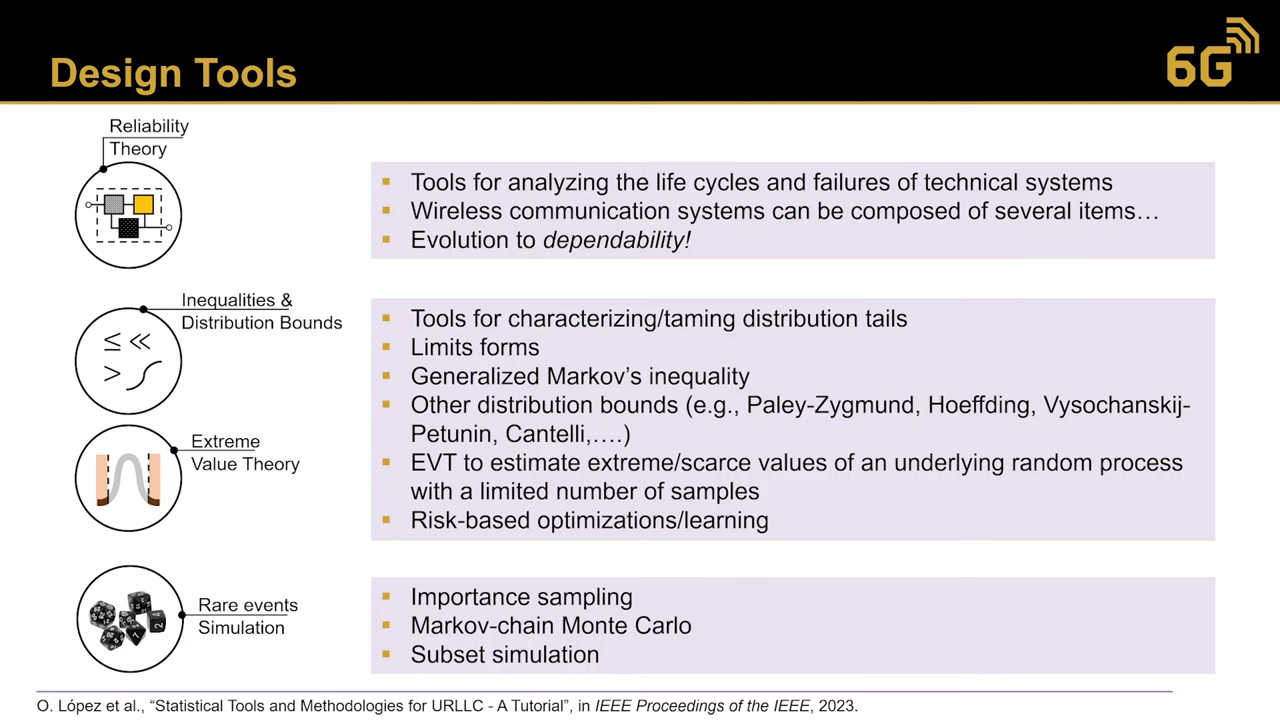 Design Tools
6G
Reliability
Theory
▪ Tools for analyzing the life cycles and failures of technical systems
▪ Wireless communication systems can be composed of several items…
▪ Evolution to dependability!
Inequalities &
Distribution Bounds
≤ ≪
>
Extreme
Value Theory
▪ Tools for characterizing/taming distribution tails
▪ Limits forms
▪ Generalized Markov’s inequality
▪ Other distribution bounds (e.g., Paley-Zygmund, Hoeffding, Vysochanskij-
Petunin, Cantelli,….)
▪ EVT to estimate extreme/scarce values of an underlying random process
with a limited number of samples
▪ Risk-based optimizations/learning
Rare events
Simulation
▪ Importance sampling
▪ Markov-chain Monte Carlo
▪ Subset simulation
O. López et al., “Statistical Tools and Methodologies for URLLC - A Tutorial”, in IEEE Proceedings of the IEEE, 2023.